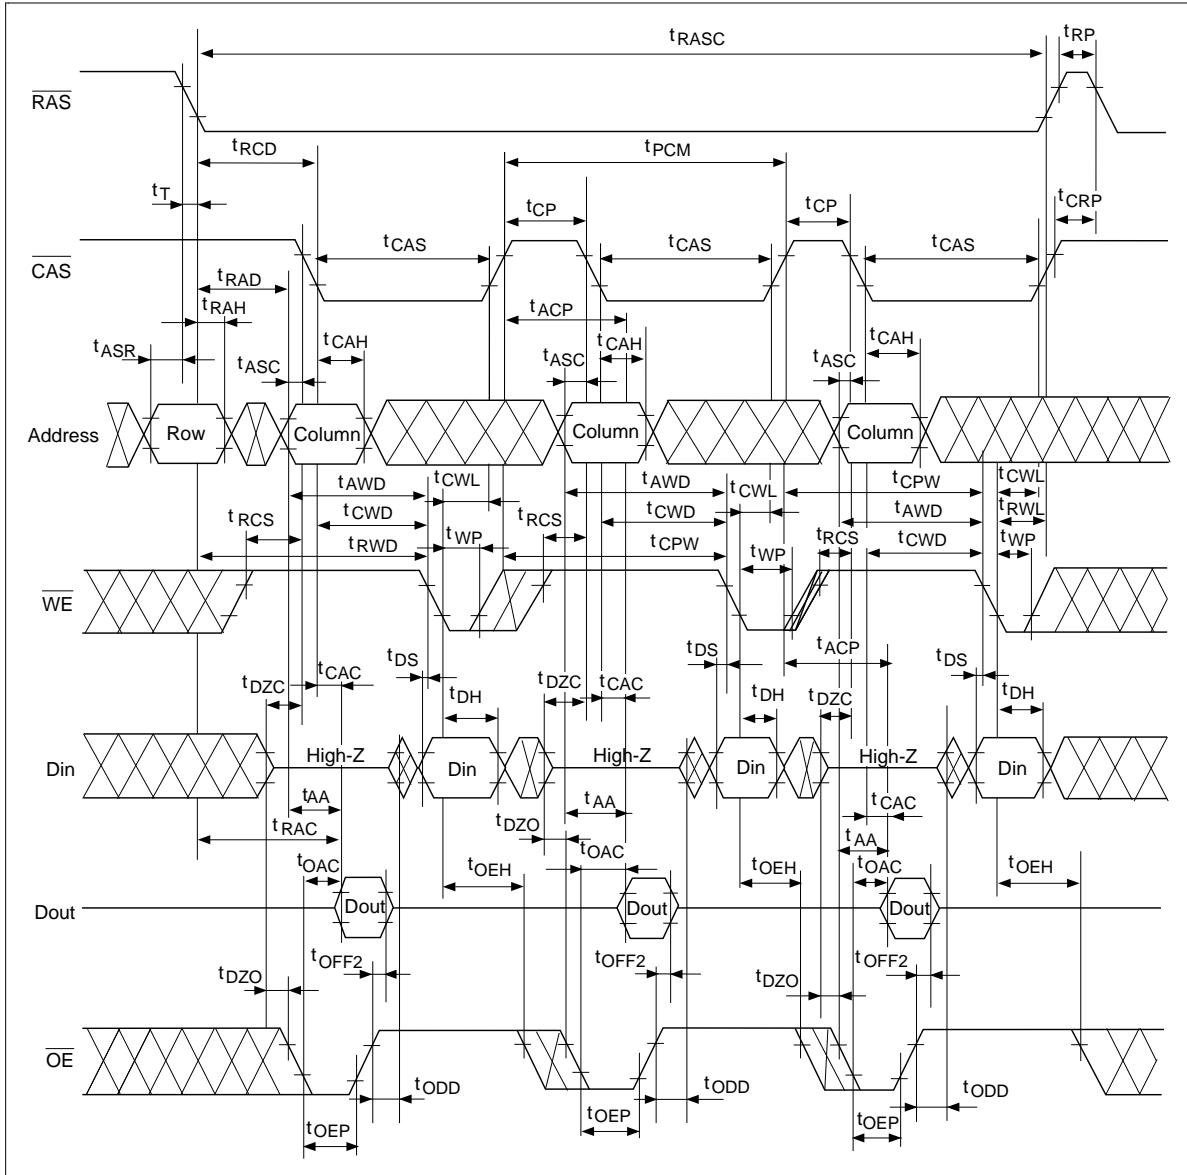 tRASC
tRP
RAS
tRCD
tPCM
tT
tCP
tCP
tCRP
CAS
tCAS
tCAS
tCAS
tRAD
tRAH
tACP
tASR
tASC
tCAH
tASC
tCAH
tASC
tCAH
Address
Row
Column
Column
Column
tAWD
tCWL
tAWD
tCWL
tCPW
tCWL
tRCS
tCWD
tRCS
tCWD
tAWD
tRWL
tRWD
tWP
tCPW
tWP
tRCS
tCWD
tWP
WE
tACP
tDZC
tCAC
tDS
tDZC
tCAC
tDS
tDZC
tDS
tDH
tDH
tDH
Din
High-Z
Din
High-Z
Din
High-Z
Din
tAA
tAA
tCAC
tRAC
tDZO
tAA
tOAC
tOEH
tOAC
tOEH
tOAC
tOEH
Dout
Dout
Dout
Dout
tDZO
tOFF2
tOFF2
tDZO
tOFF2
OE
tODD
tODD
tODD
tOEP
tOEP
tOEP